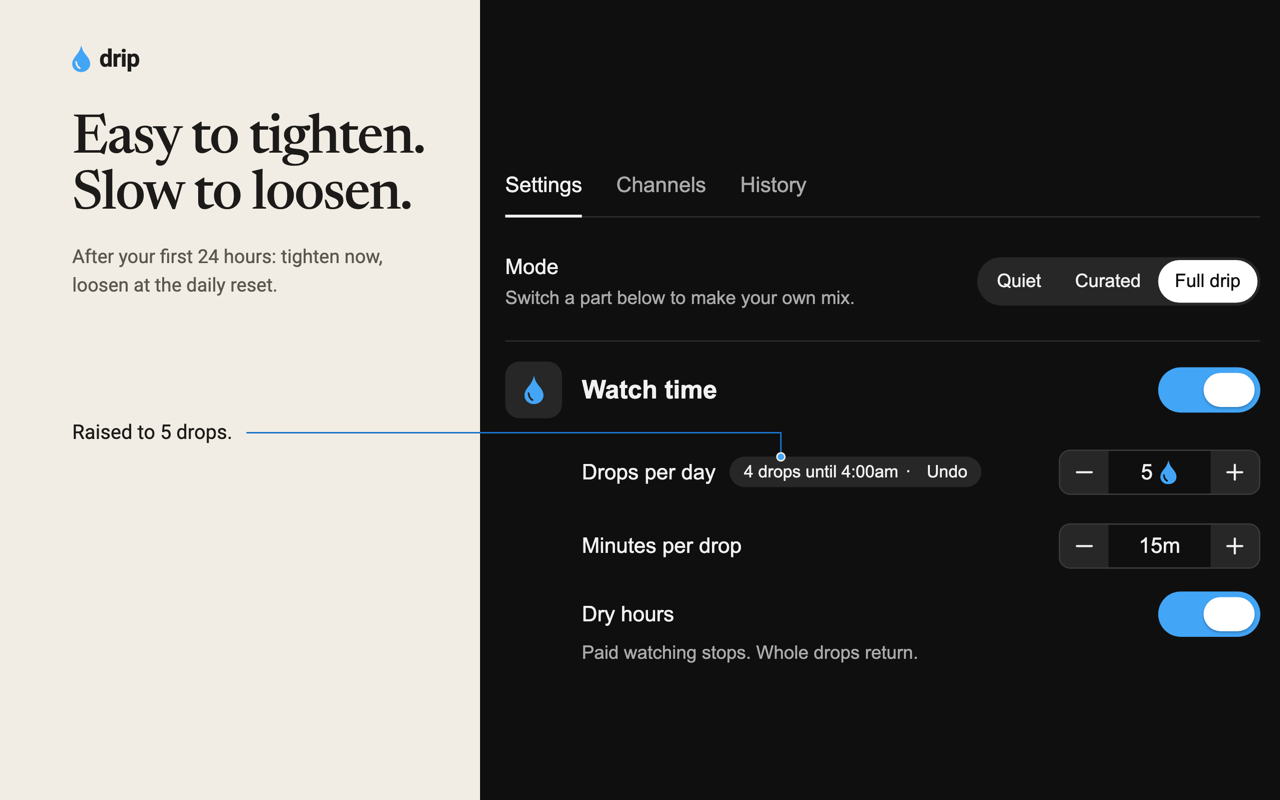 drip
Easy to tighten.
Slow to loosen.
After your first 24 hours: tighten now,
loosen at the daily reset.
Raised to 5 drops.
Settings Channels History
Mode
Switch a part below to make your own mix.
Quiet Curated Full drip
Watch time
Drops per day 4 drops until 4:00am · Undo − 5 +
Minutes per drop − 15m +
Dry hours
Paid watching stops. Whole drops return.